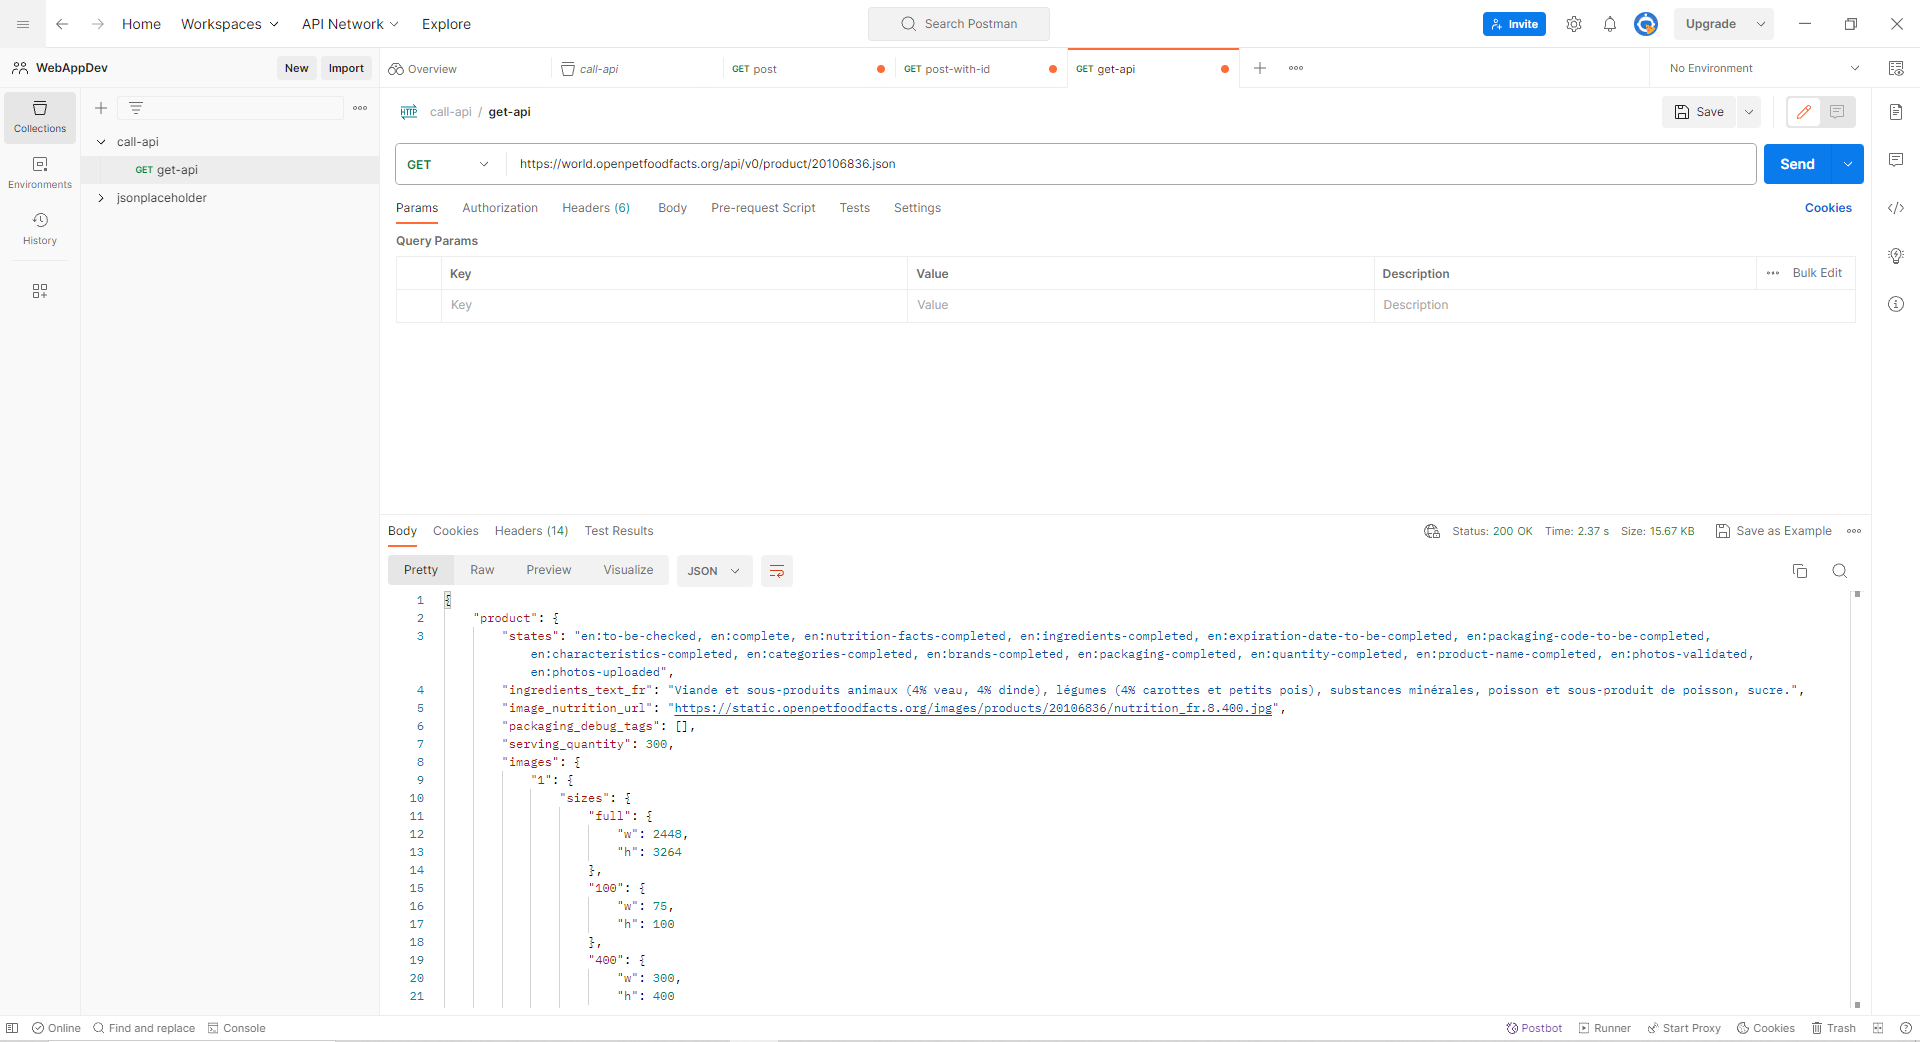 Home Workspaces API Network Explore Search Postman Invite Upgrade
WebAppDev New Import
Overview call-api GET post GET post-with-id GET get-api No Environment
Collections
Environments
History
call-api
GET get-api
jsonplaceholder
HTTP call-api / get-api Save
GET https://world.openpetfoodfacts.org/api/v0/product/20106836.json Send
Params Authorization Headers (6) Body Pre-request Script Tests Settings Cookies
Query Params
Key Value Description Bulk Edit
Key Value Description
Body Cookies Headers (14) Test Results Status: 200 OK Time: 2.37 s Size: 15.67 KB Save as Example
Pretty Raw Preview Visualize JSON
1 {
2 "product": {
3 "states": "en:to-be-checked, en:complete, en:nutrition-facts-completed, en:ingredients-completed, en:expiration-date-to-be-completed, en:packaging-code-to-be-completed,
en:characteristics-completed, en:categories-completed, en:brands-completed, en:packaging-completed, en:quantity-completed, en:product-name-completed, en:photos-validated,
en:photos-uploaded",
4 "ingredients_text_fr": "Viande et sous-produits animaux (4% veau, 4% dinde), légumes (4% carottes et petits pois), substances minérales, poisson et sous-produit de poisson, sucre.",
5 "image_nutrition_url": "https://static.openpetfoodfacts.org/images/products/20106836/nutrition_fr.8.400.jpg",
6 "packaging_debug_tags": [],
7 "serving_quantity": 300,
8 "images": {
9 "1": {
10 "sizes": {
11 "full": {
12 "w": 2448,
13 "h": 3264
14 },
15 "100": {
16 "w": 75,
17 "h": 100
18 },
19 "400": {
20 "w": 300,
21 "h": 400
Online Find and replace Console Postbot Runner Start Proxy Cookies Trash